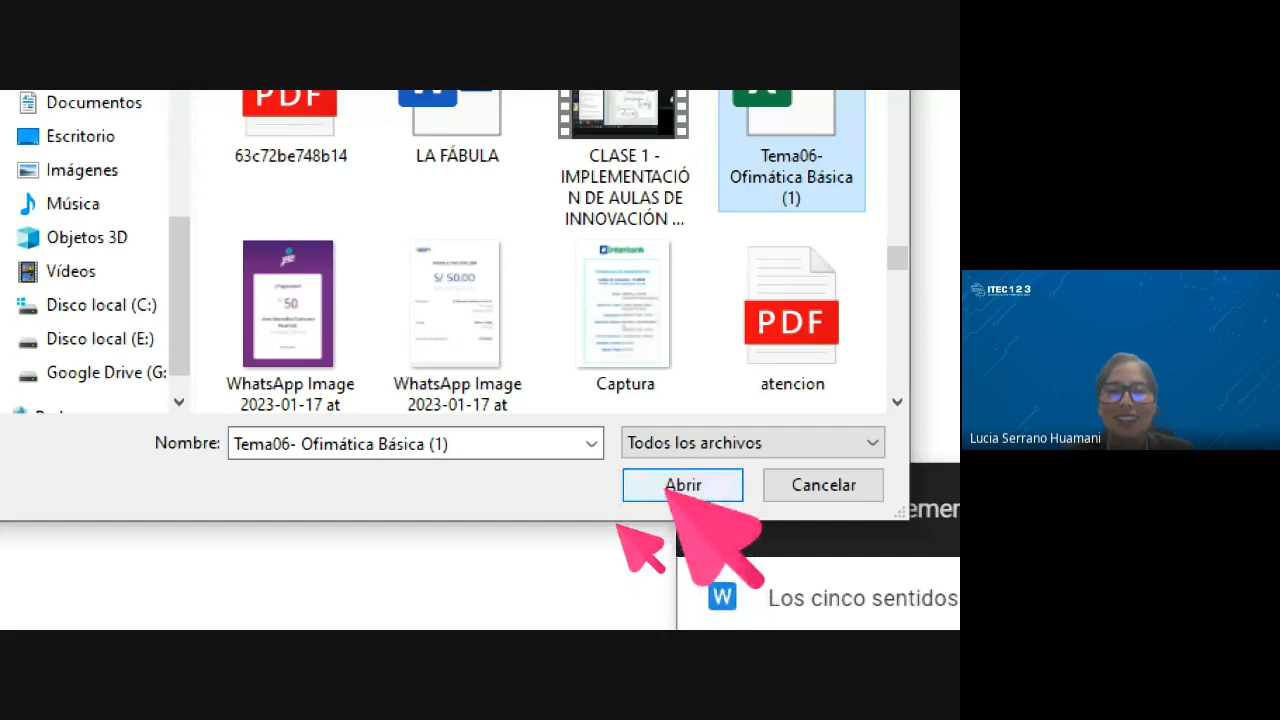 Documentos
Escritorio
Imágenes
Música
Objetos 3D
Vídeos
Disco local (C:)
Disco local (E:)
Google Drive (G:
PDF
W
63c72be748b14
LA FÁBULA
CLASE 1 -
IMPLEMENTACIÓ
N DE AULAS DE
INNOVACIÓN ...
Tema06-
Ofimática Básica
(1)
50
S/ 50.00
Interbank
PDF
WhatsApp Image
2023-01-17 at
WhatsApp Image
2023-01-17 at
Captura
atencion
Nombre:
Tema06- Ofimática Básica (1)
Todos los archivos
Abrir
Cancelar
emen
W
Los cinco sentidos
ITEC 1 2 3
Lucia Serrano Huamani